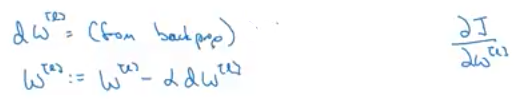 dW^[l] = (from backprop) ...
W^[l] := W^[l] - α dW^[l]
∂J
∂W^[l]